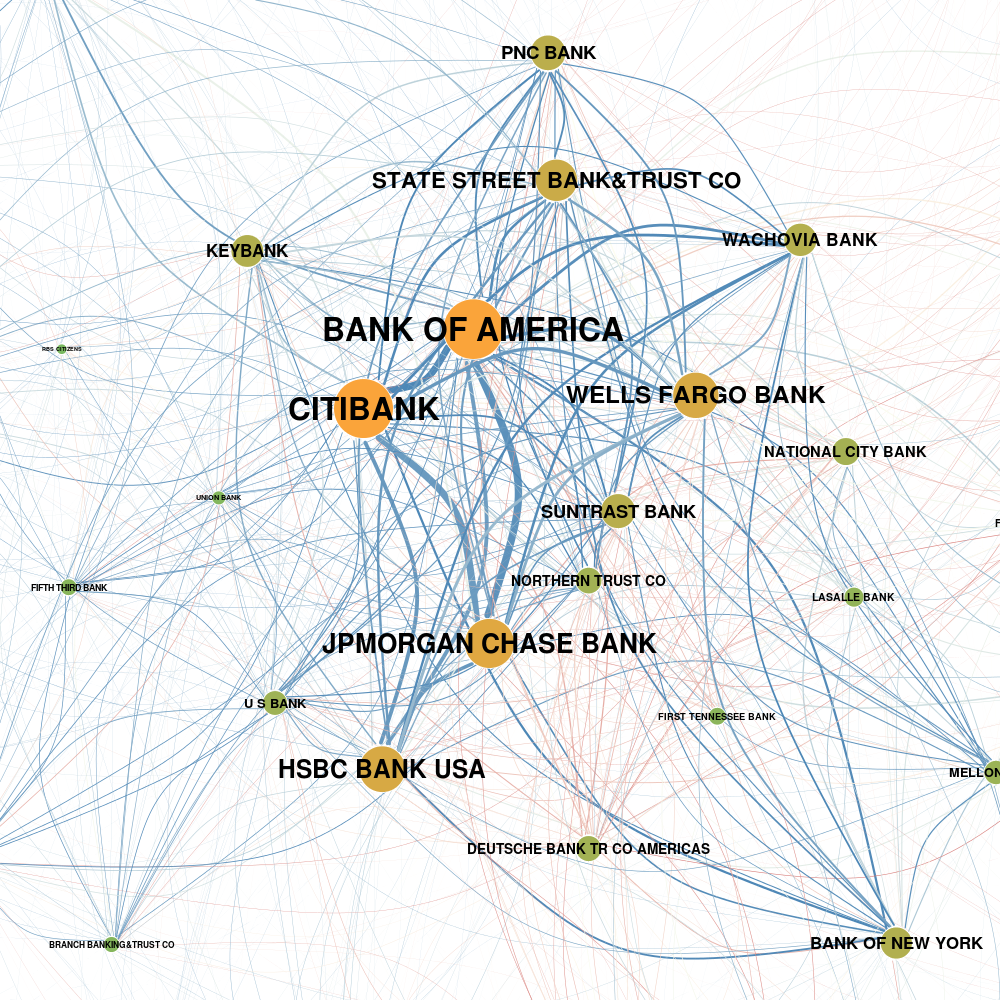 PNC BANK
STATE STREET BANK&TRUST CO
WACHOVIA BANK
KEYBANK
BANK OF AMERICA
RBS CITIZENS
WELLS FARGO BANK
CITIBANK
NATIONAL CITY BANK
UNION BANK
SUNTRAST BANK
F
NORTHERN TRUST CO
FIFTH THIRD BANK
LASALLE BANK
JPMORGAN CHASE BANK
U S BANK
FIRST TENNESSEE BANK
HSBC BANK USA
MELLON
DEUTSCHE BANK TR CO AMERICAS
BRANCH BANKING&TRUST CO
BANK OF NEW YORK